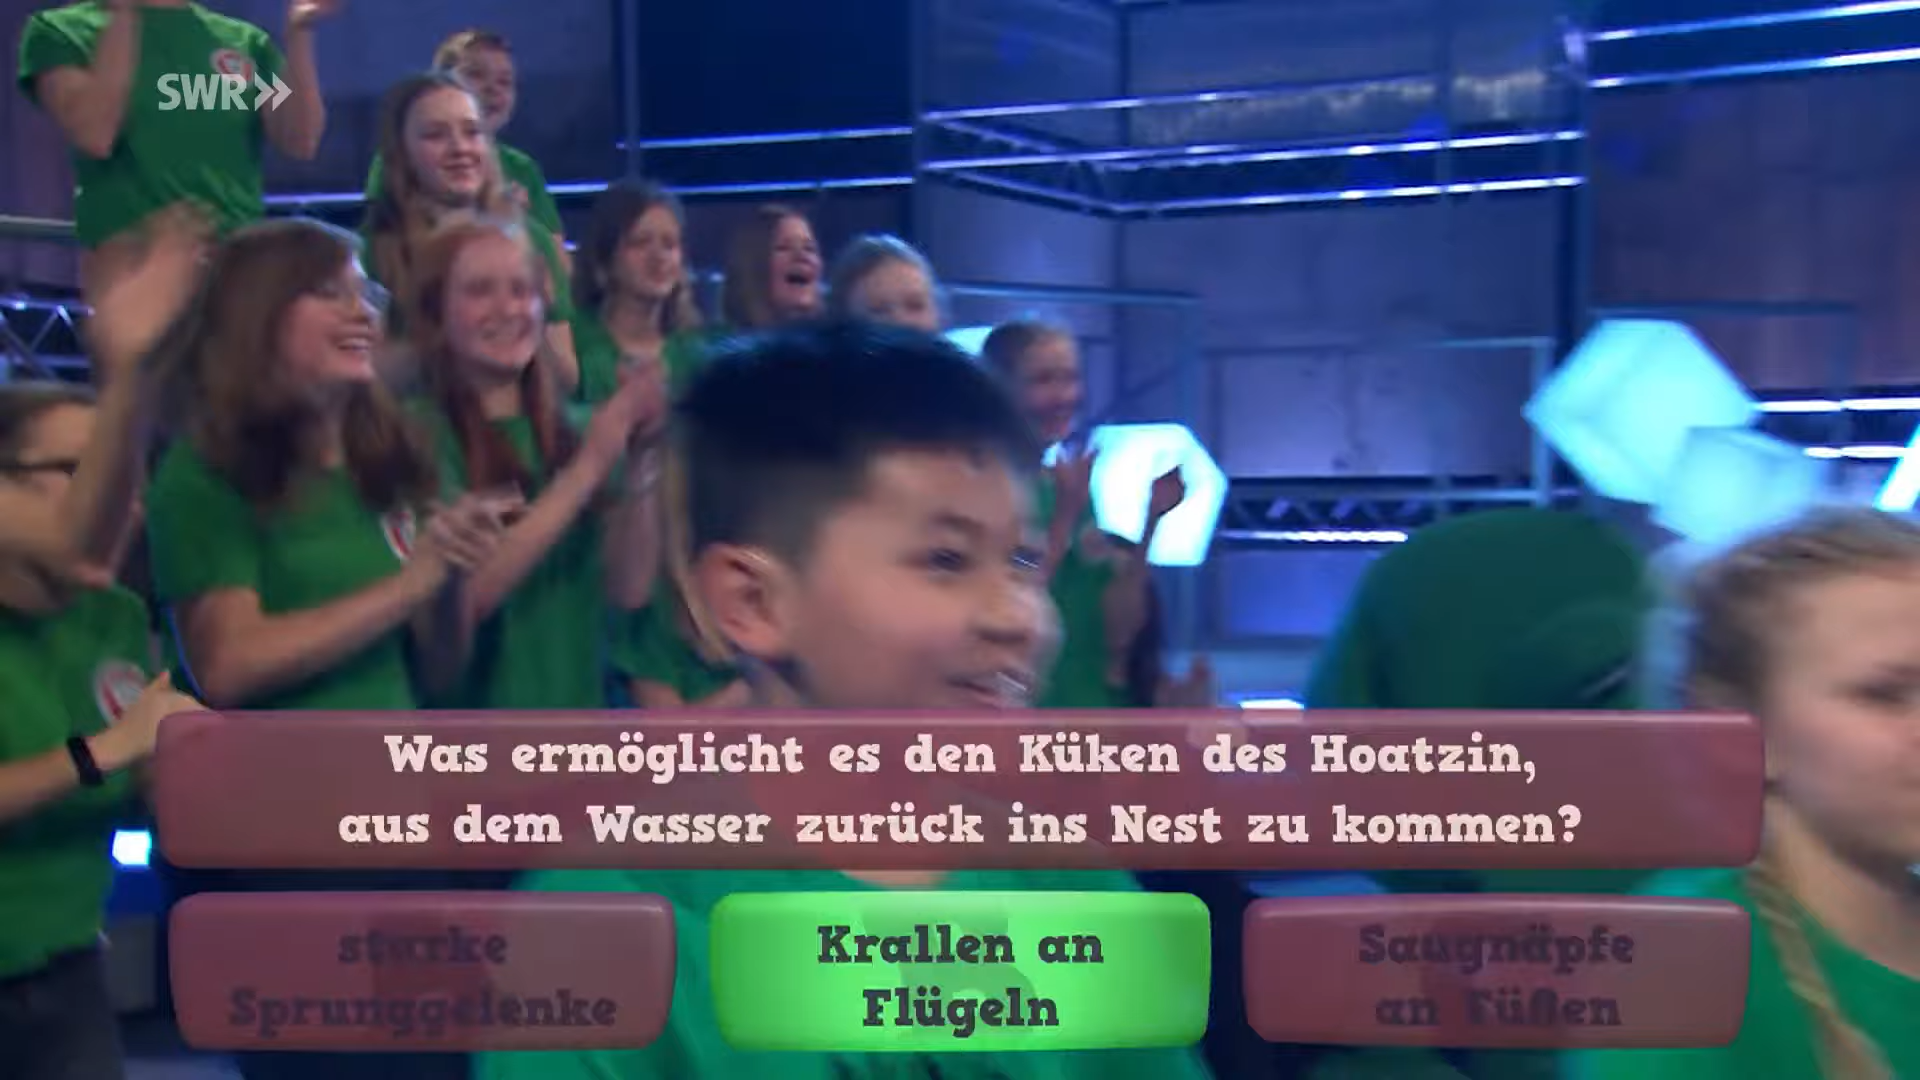 SWR»
Was ermöglicht es den Küken des Hoatzin,
aus dem Wasser zurück ins Nest zu kommen?
starke
Sprunggelenke
Krallen an
Flügeln
Saugnäpfe
an Füßen